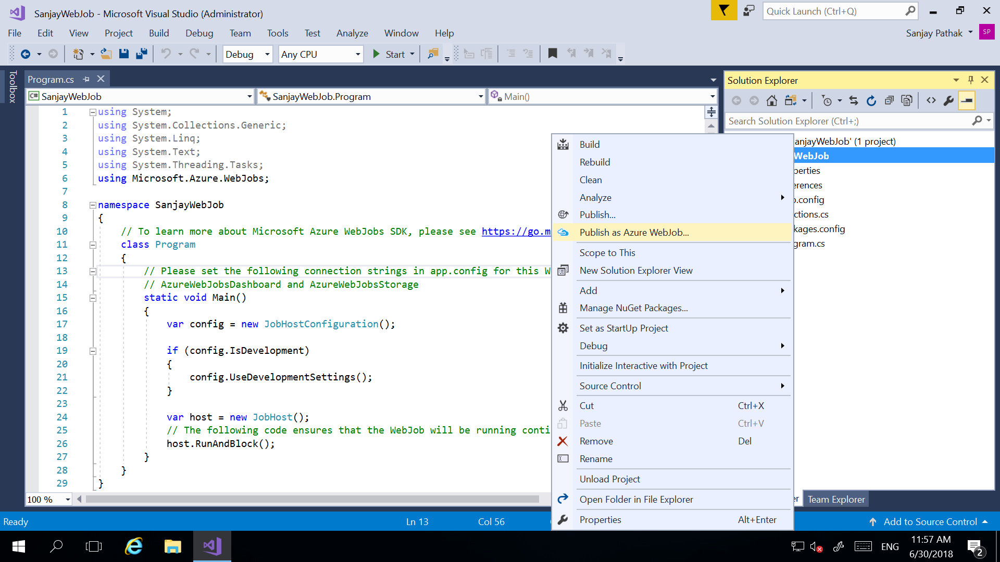 SanjayWebJob - Microsoft Visual Studio (Administrator)
Quick Launch (Ctrl+Q)
File Edit View Project Build Debug Team Tools Test Analyze Window Help
Sanjay Pathak SP
Debug Any CPU Start
Toolbox
Program.cs
SanjayWebJob SanjayWebJob.Program Main()
1 using System;
2 using System.Collections.Generic;
3 using System.Linq;
4 using System.Text;
5 using System.Threading.Tasks;
6 using Microsoft.Azure.WebJobs;
7
8 namespace SanjayWebJob
9 {
10 // To learn more about Microsoft Azure WebJobs SDK, please see https://go.m
11 class Program
12 {
13 // Please set the following connection strings in app.config for this W
14 // AzureWebJobsDashboard and AzureWebJobsStorage
15 static void Main()
16 {
17 var config = new JobHostConfiguration();
18
19 if (config.IsDevelopment)
20 {
21 config.UseDevelopmentSettings();
22 }
23
24 var host = new JobHost();
25 // The following code ensures that the WebJob will be running conti
26 host.RunAndBlock();
27 }
28 }
29 }
100 %
Build
Rebuild
Clean
Analyze
Publish...
Publish as Azure WebJob...
Scope to This
New Solution Explorer View
Add
Manage NuGet Packages...
Set as StartUp Project
Debug
Initialize Interactive with Project
Source Control
Cut Ctrl+X
Paste Ctrl+V
Remove Del
Rename
Unload Project
Open Folder in File Explorer
Properties Alt+Enter
Solution Explorer
Search Solution Explorer (Ctrl+;)
anjayWebJob' (1 project)
WebJob
perties
erences
p.config
ctions.cs
kages.config
gram.cs
er Team Explorer
Ready Ln 13 Col 56 Add to Source Control
ENG 11:57 AM
6/30/2018
2